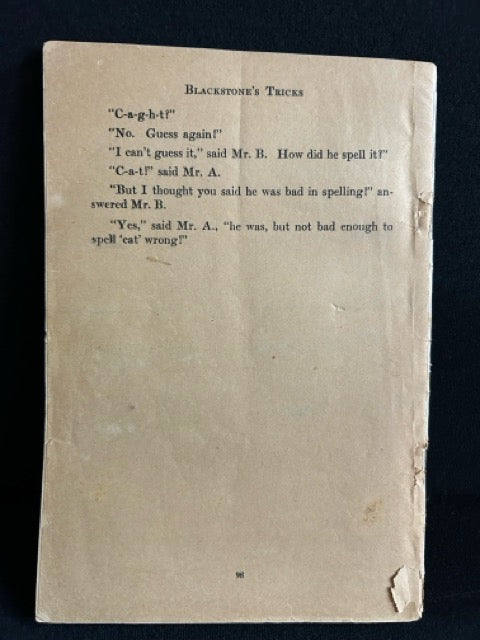 BLACKSTONE'S TRICKS
"C-a-g-h-t?"
"No. Guess again!"
"I can't guess it," said Mr. B. How did he spell it?"
"C-a-t!" said Mr. A.
"But I thought you said he was bad in spelling!" an-
swered Mr. B.
"Yes," said Mr. A., "he was, but not bad enough to
spell 'cat' wrong!"
96